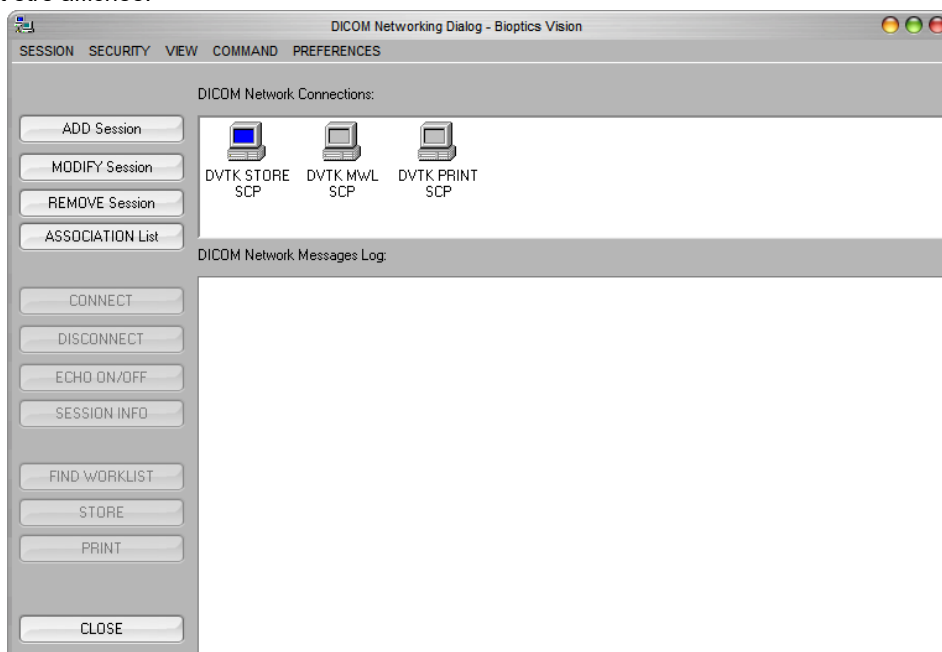 DICOM Networking Dialog - Bioptics Vision
SESSION SECURITY VIEW COMMAND PREFERENCES
DICOM Network Connections:
ADD Session
MODIFY Session
REMOVE Session
ASSOCIATION List
DVTK STORE SCP
DVTK MWL SCP
DVTK PRINT SCP
DICOM Network Messages Log:
CONNECT
DISCONNECT
ECHO ON/OFF
SESSION INFO
FIND WORKLIST
STORE
PRINT
CLOSE